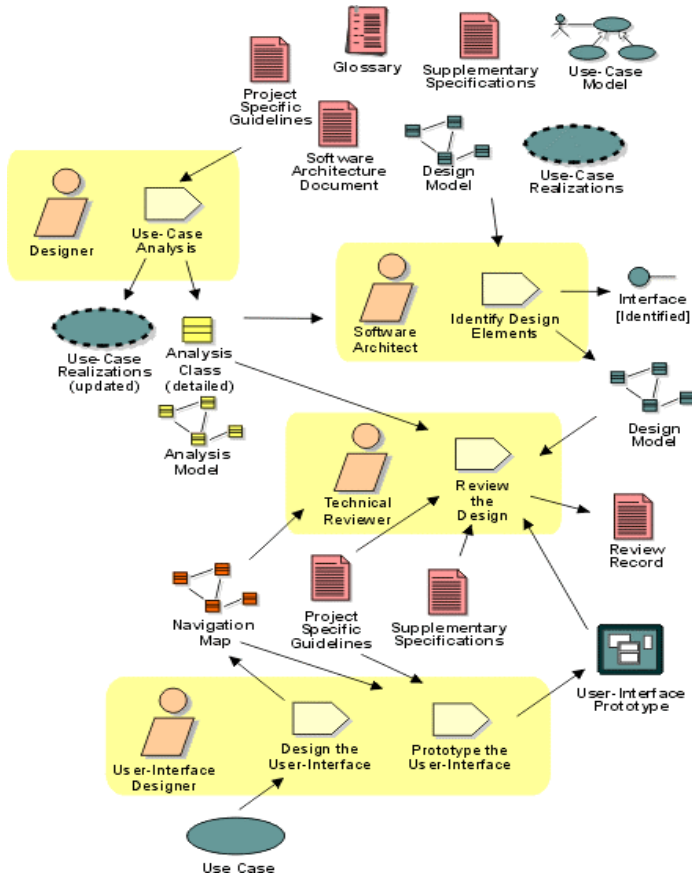 Glossary
Supplementary
Specifications
Use-Case
Model
Project
Specific
Guidelines
Software
Architecture
Document
Design
Model
Use-Case
Realizations
Designer
Use-Case
Analysis
Software
Architect
Identify Design
Elements
Interface
[Identified]
Use-Case
Realizations
(updated)
Analysis
Class
(detailed)
Analysis
Model
Design
Model
Technical
Reviewer
Review
the
Design
Review
Record
Navigation
Map
Project
Specific
Guidelines
Supplementary
Specifications
User-Interface
Prototype
User-Interface
Designer
Design the
User-Interface
Prototype the
User-Interface
Use Case